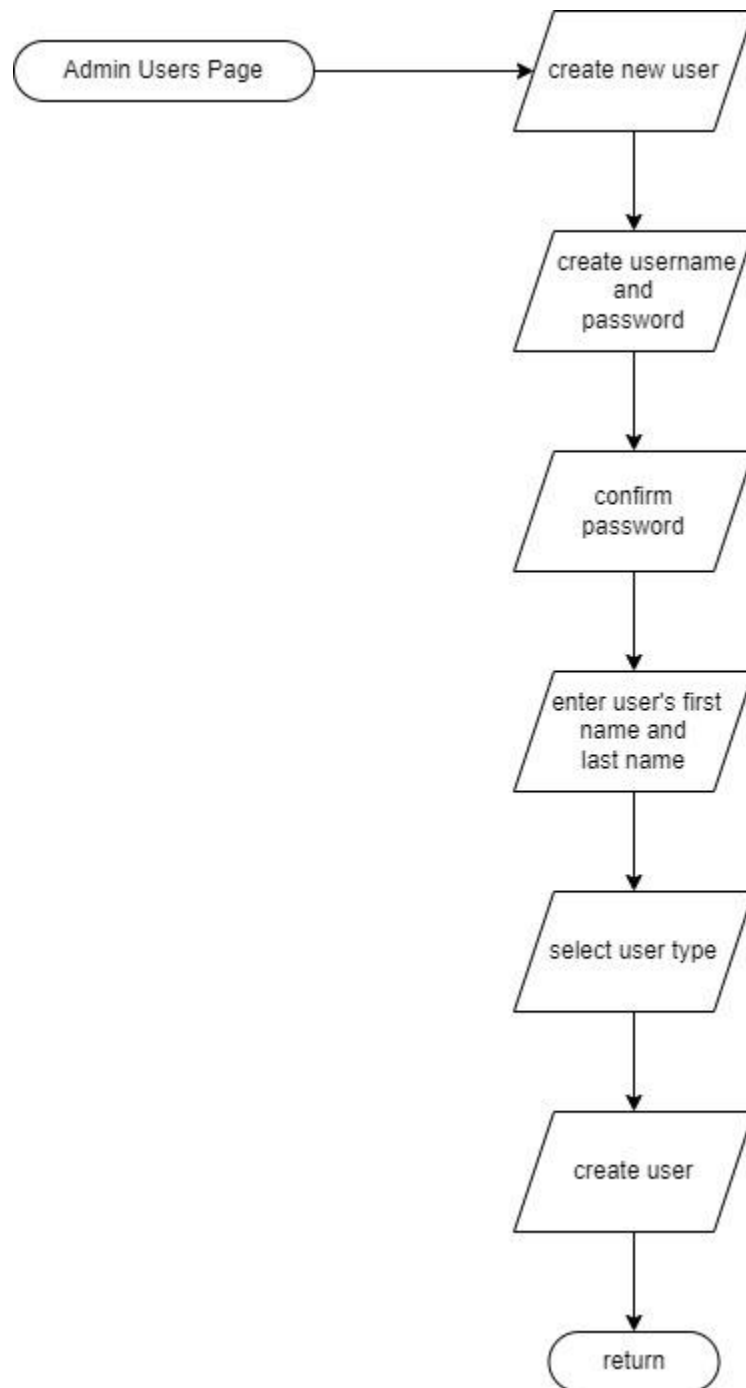 Admin Users Page
create new user
create username
and
password
confirm
password
enter user's first
name and
last name
select user type
create user
return